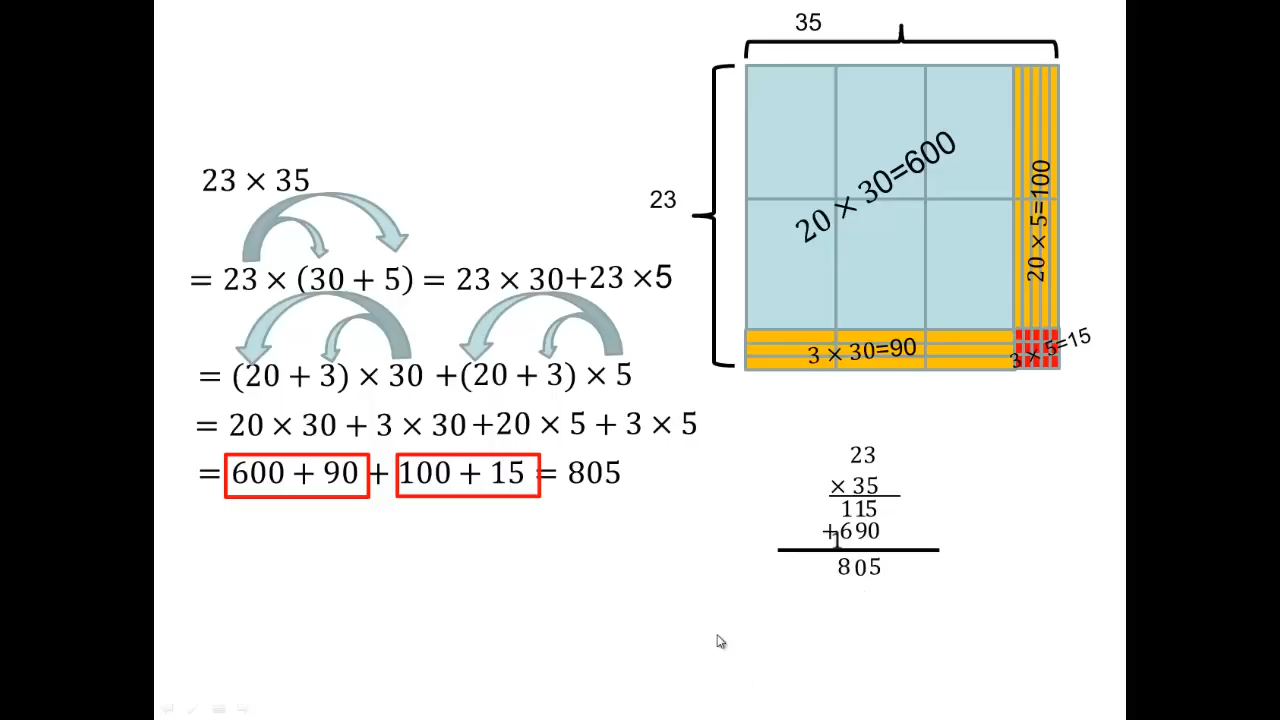 35
23
20 × 30=600
20 × 5=100
3 × 30=90
3 × 5=15
23 × 35
= 23 × (30 + 5) = 23 × 30+23 ×5
= (20 + 3) × 30 +(20 + 3) × 5
= 20 × 30 + 3 × 30+20 × 5 + 3 × 5
= 600 + 90 + 100 + 15 = 805
23
× 35
115
+690
1
805